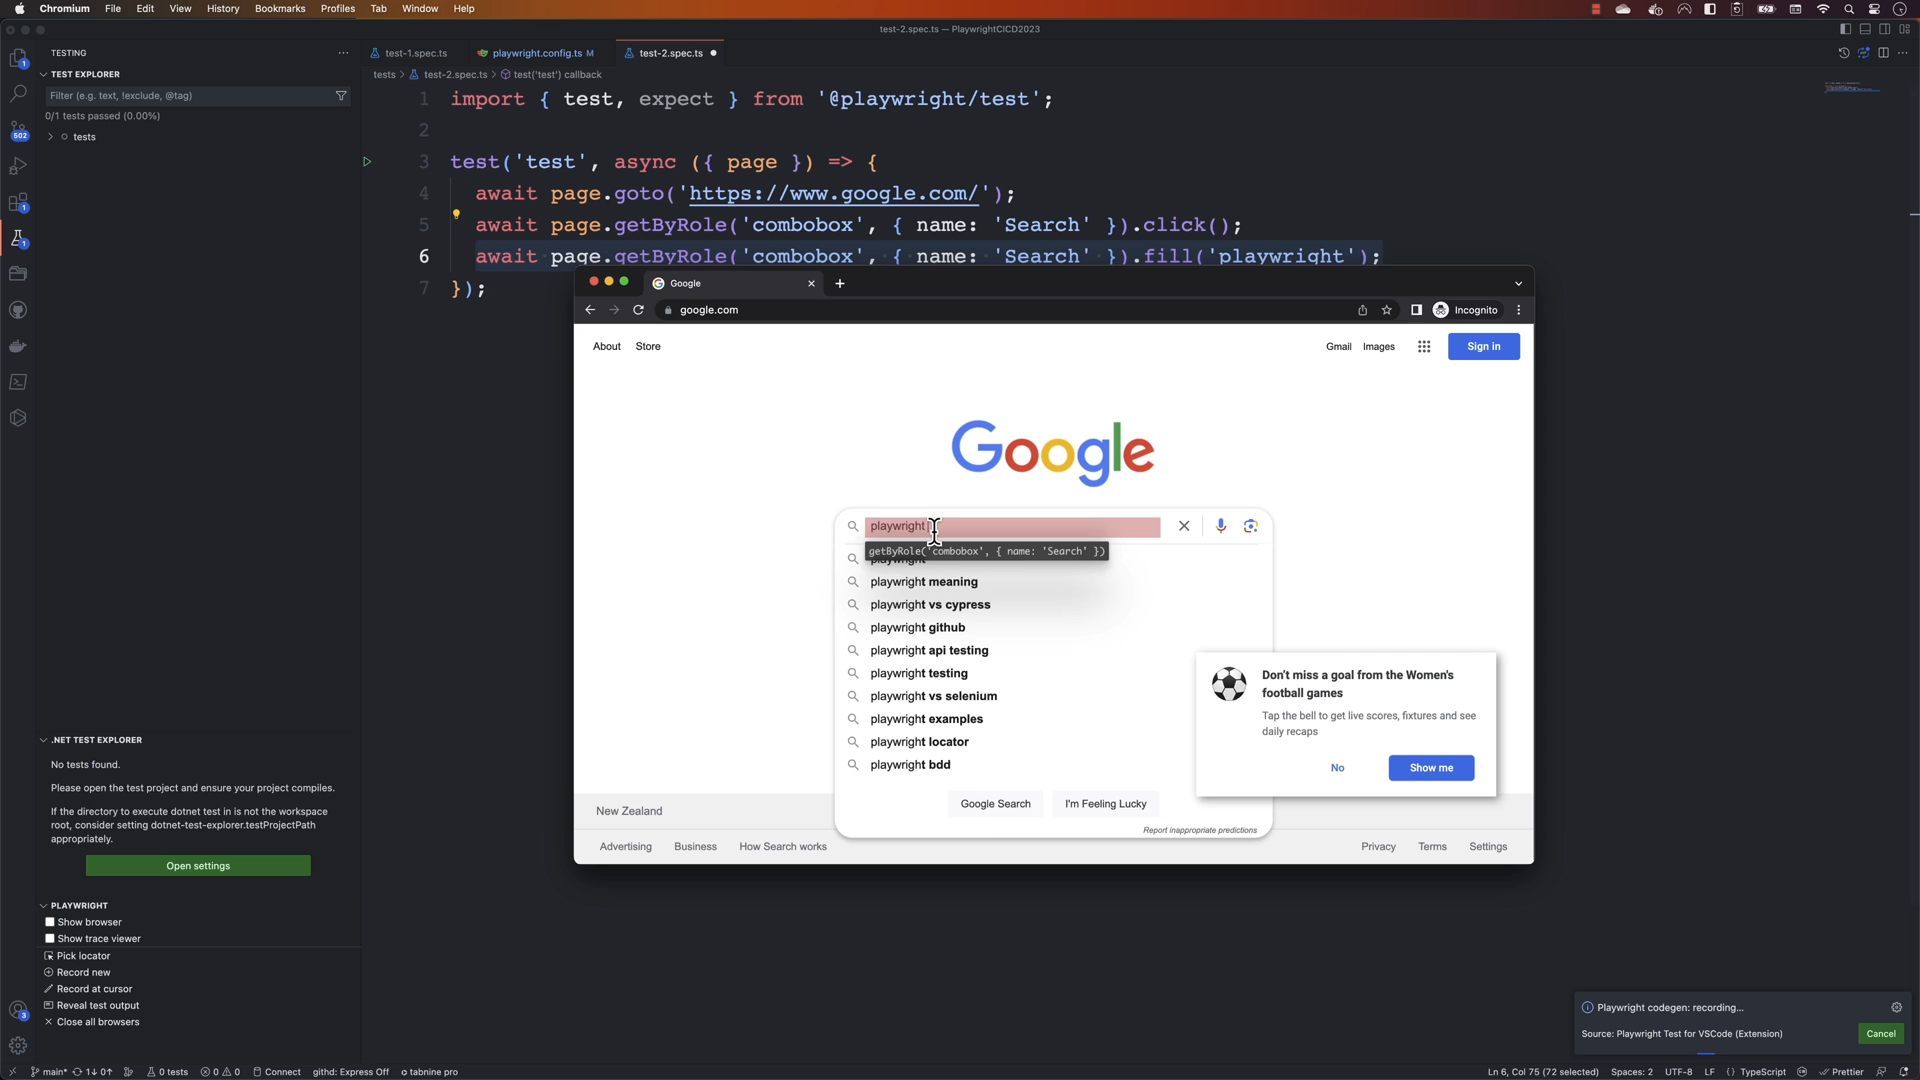 Chromium File Edit View History Bookmarks Profiles Tab Window Help
test-2.spec.ts — PlaywrightCICD2023
TESTING
TEST EXPLORER
Filter (e.g. text, !exclude, @tag)
0/1 tests passed (0.00%)
tests
1
502
1
1
test-1.spec.ts
playwright.config.ts M
test-2.spec.ts
tests > test-2.spec.ts > test('test') callback
1 import { test, expect } from '@playwright/test';
2
3 test('test', async ({ page }) => {
4 await page.goto('https://www.google.com/');
5 await page.getByRole('combobox', { name: 'Search' }).click();
6 await page.getByRole('combobox', { name: 'Search' }).fill('playwright');
7 });
Google
google.com
Incognito
About Store
Gmail Images
Sign in
Google
playwright
getByRole('combobox', { name: 'Search' })
playwright
playwright meaning
playwright vs cypress
playwright github
playwright api testing
playwright testing
playwright vs selenium
playwright examples
playwright locator
playwright bdd
Google Search
I'm Feeling Lucky
Report inappropriate predictions
Don't miss a goal from the Women's
football games
Tap the bell to get live scores, fixtures and see
daily recaps
No
Show me
New Zealand
Advertising Business How Search works
Privacy Terms Settings
.NET TEST EXPLORER
No tests found.
Please open the test project and ensure your project compiles.
If the directory to execute dotnet test in is not the workspace
root, consider setting dotnet-test-explorer.testProjectPath
appropriately.
Open settings
PLAYWRIGHT
Show browser
Show trace viewer
Pick locator
Record new
Record at cursor
Reveal test output
Close all browsers
3
Playwright codegen: recording...
Source: Playwright Test for VSCode (Extension)
Cancel
main* 1↓ 0↑ 0 tests 0 0 Connect githd: Express Off tabnine pro
Ln 6, Col 75 (72 selected) Spaces: 2 UTF-8 LF {} TypeScript Prettier